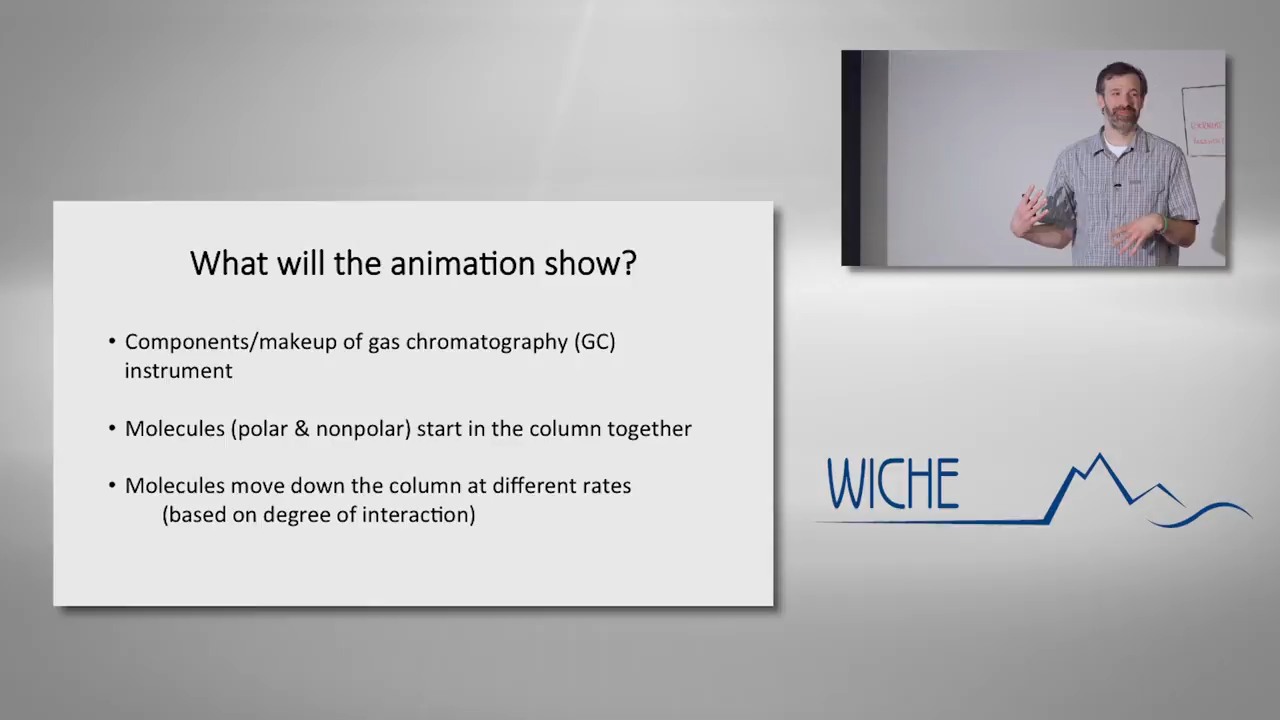 What will the animation show?
• Components/makeup of gas chromatography (GC)
instrument
• Molecules (polar & nonpolar) start in the column together
• Molecules move down the column at different rates
(based on degree of interaction)
WICHE